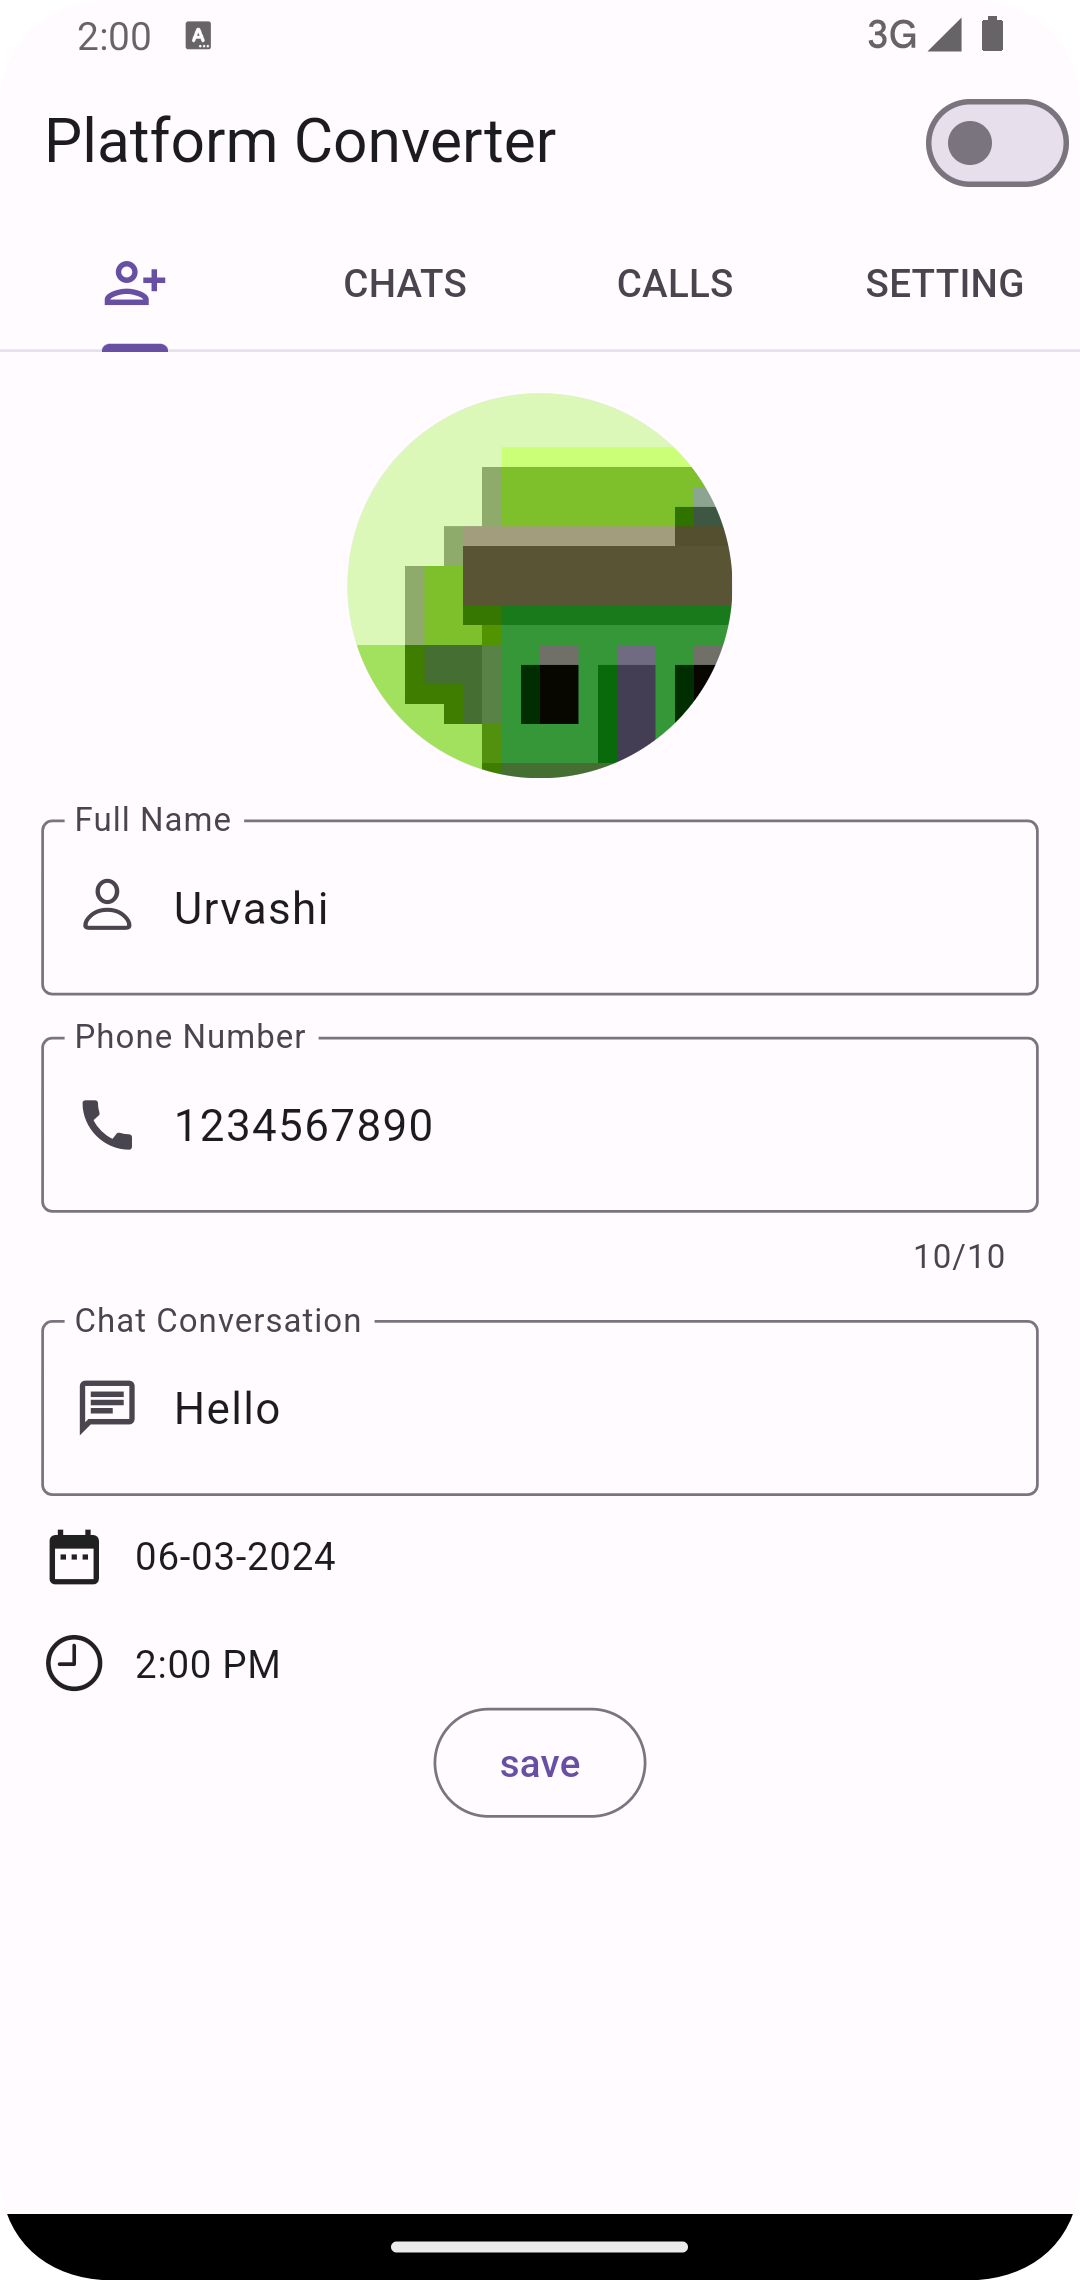 2:00 A 3G
Platform Converter
CHATS CALLS SETTING
Full Name
Urvashi
Phone Number
1234567890
10/10
Chat Conversation
Hello
06-03-2024
2:00 PM
save